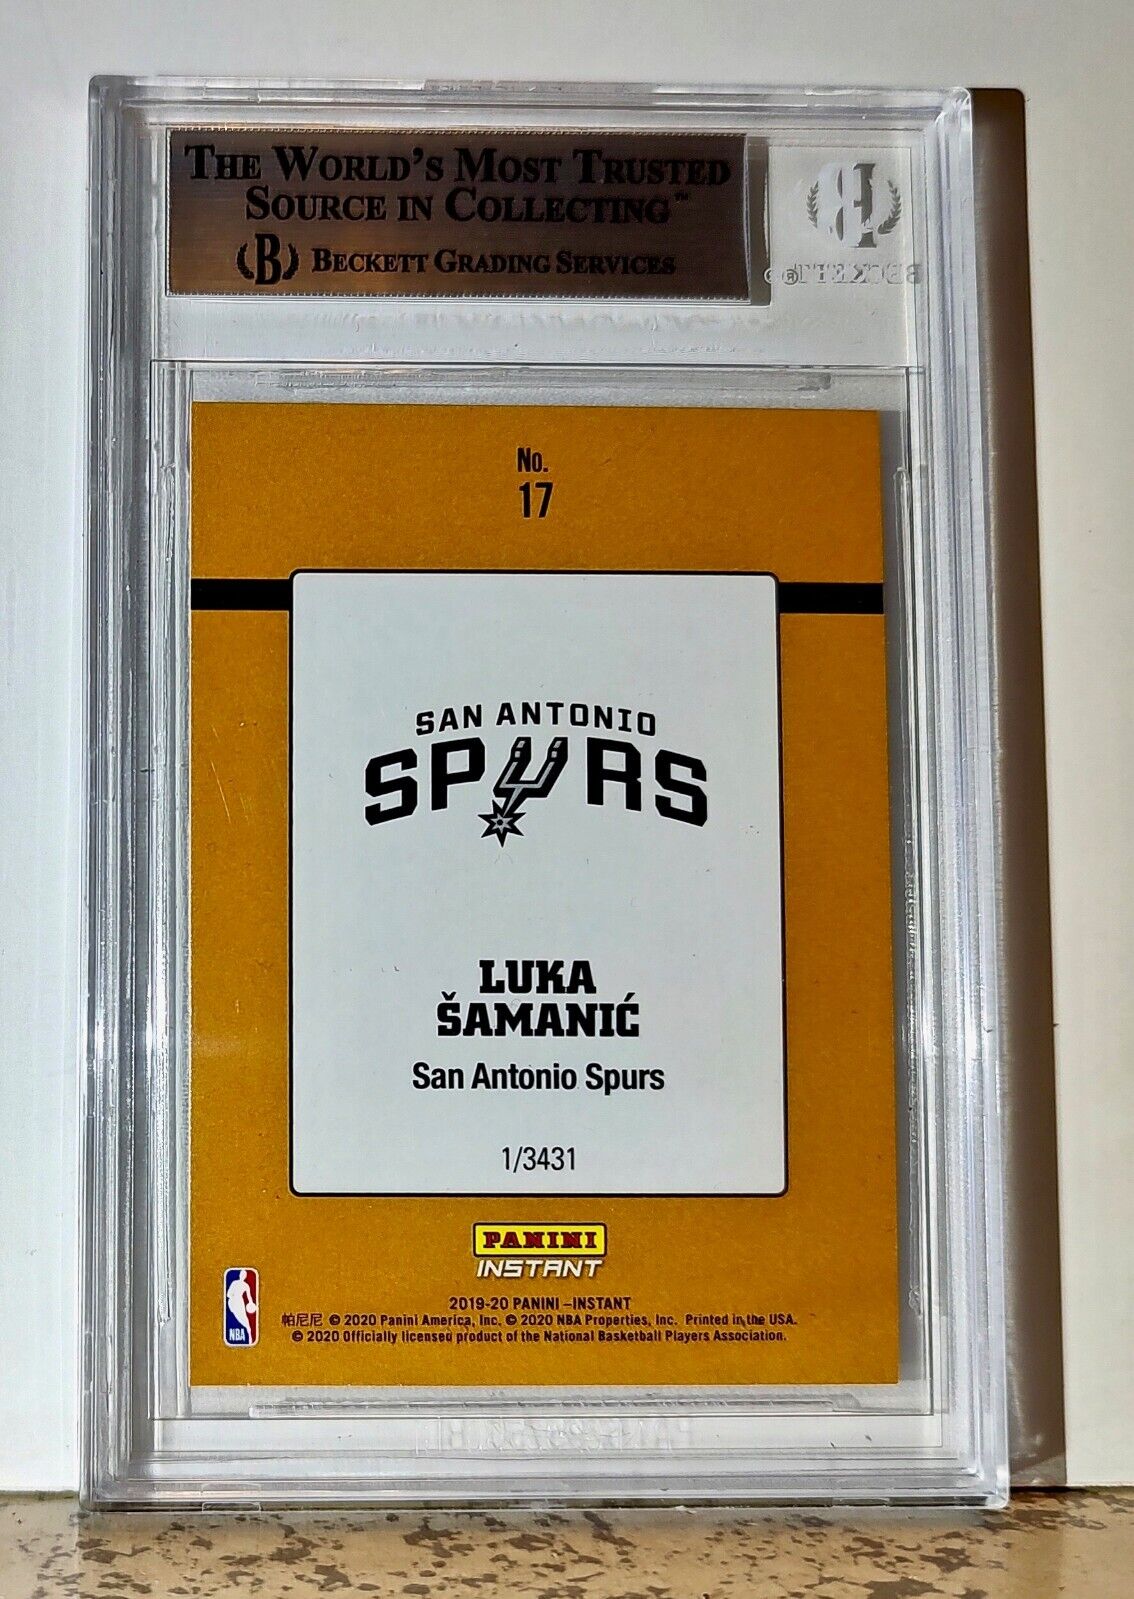 THE WORLD'S MOST TRUSTED
SOURCE IN COLLECTING™
B BECKETT GRADING SERVICES
BECKETT®
No.
17
SAN ANTONIO
SPURS
LUKA
ŠAMANIĆ
San Antonio Spurs
1/3431
PANINI
INSTANT
NBA
2019-20 PANINI –INSTANT
帕尼尼 © 2020 Panini America, Inc. © 2020 NBA Properties, Inc. Printed in the USA.
© 2020 Officially licensed product of the National Basketball Players Association.